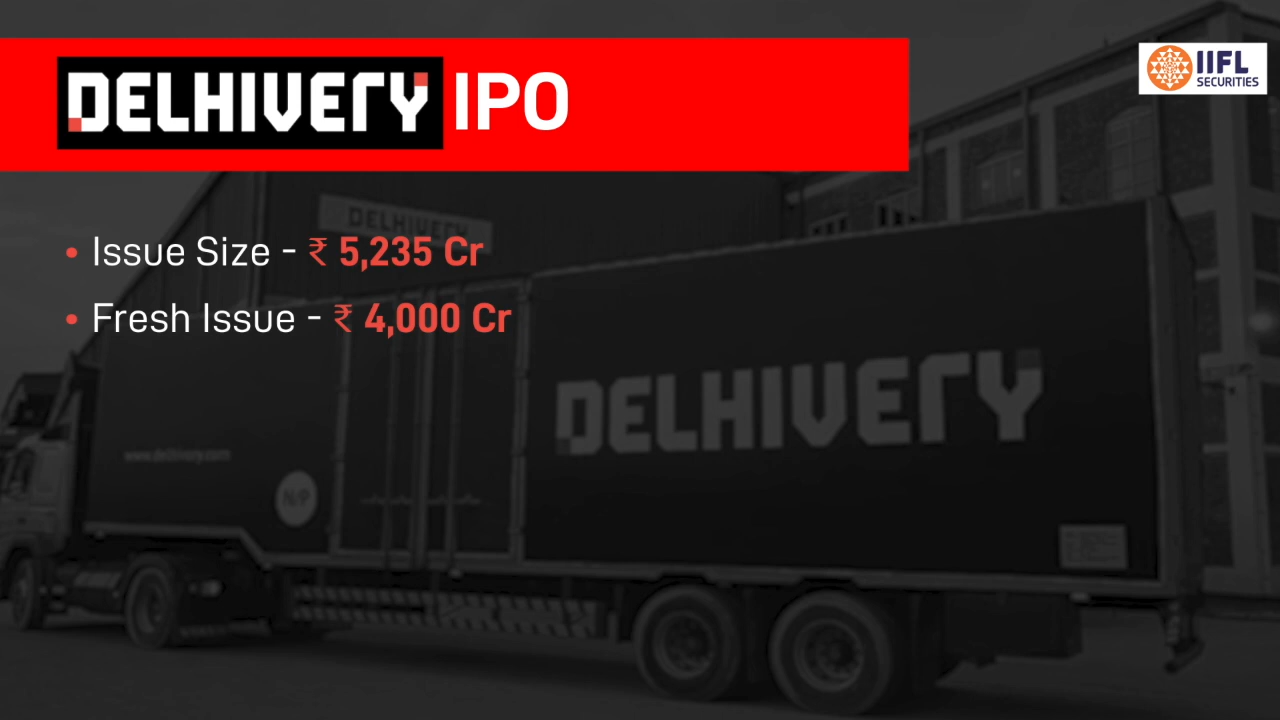 DELHIVERY IPO
IIFL
SECURITIES
DELHIVERY
• Issue Size - ₹ 5,235 Cr
• Fresh Issue - ₹ 4,000 Cr
DELHIVERY
www.delhivery.com